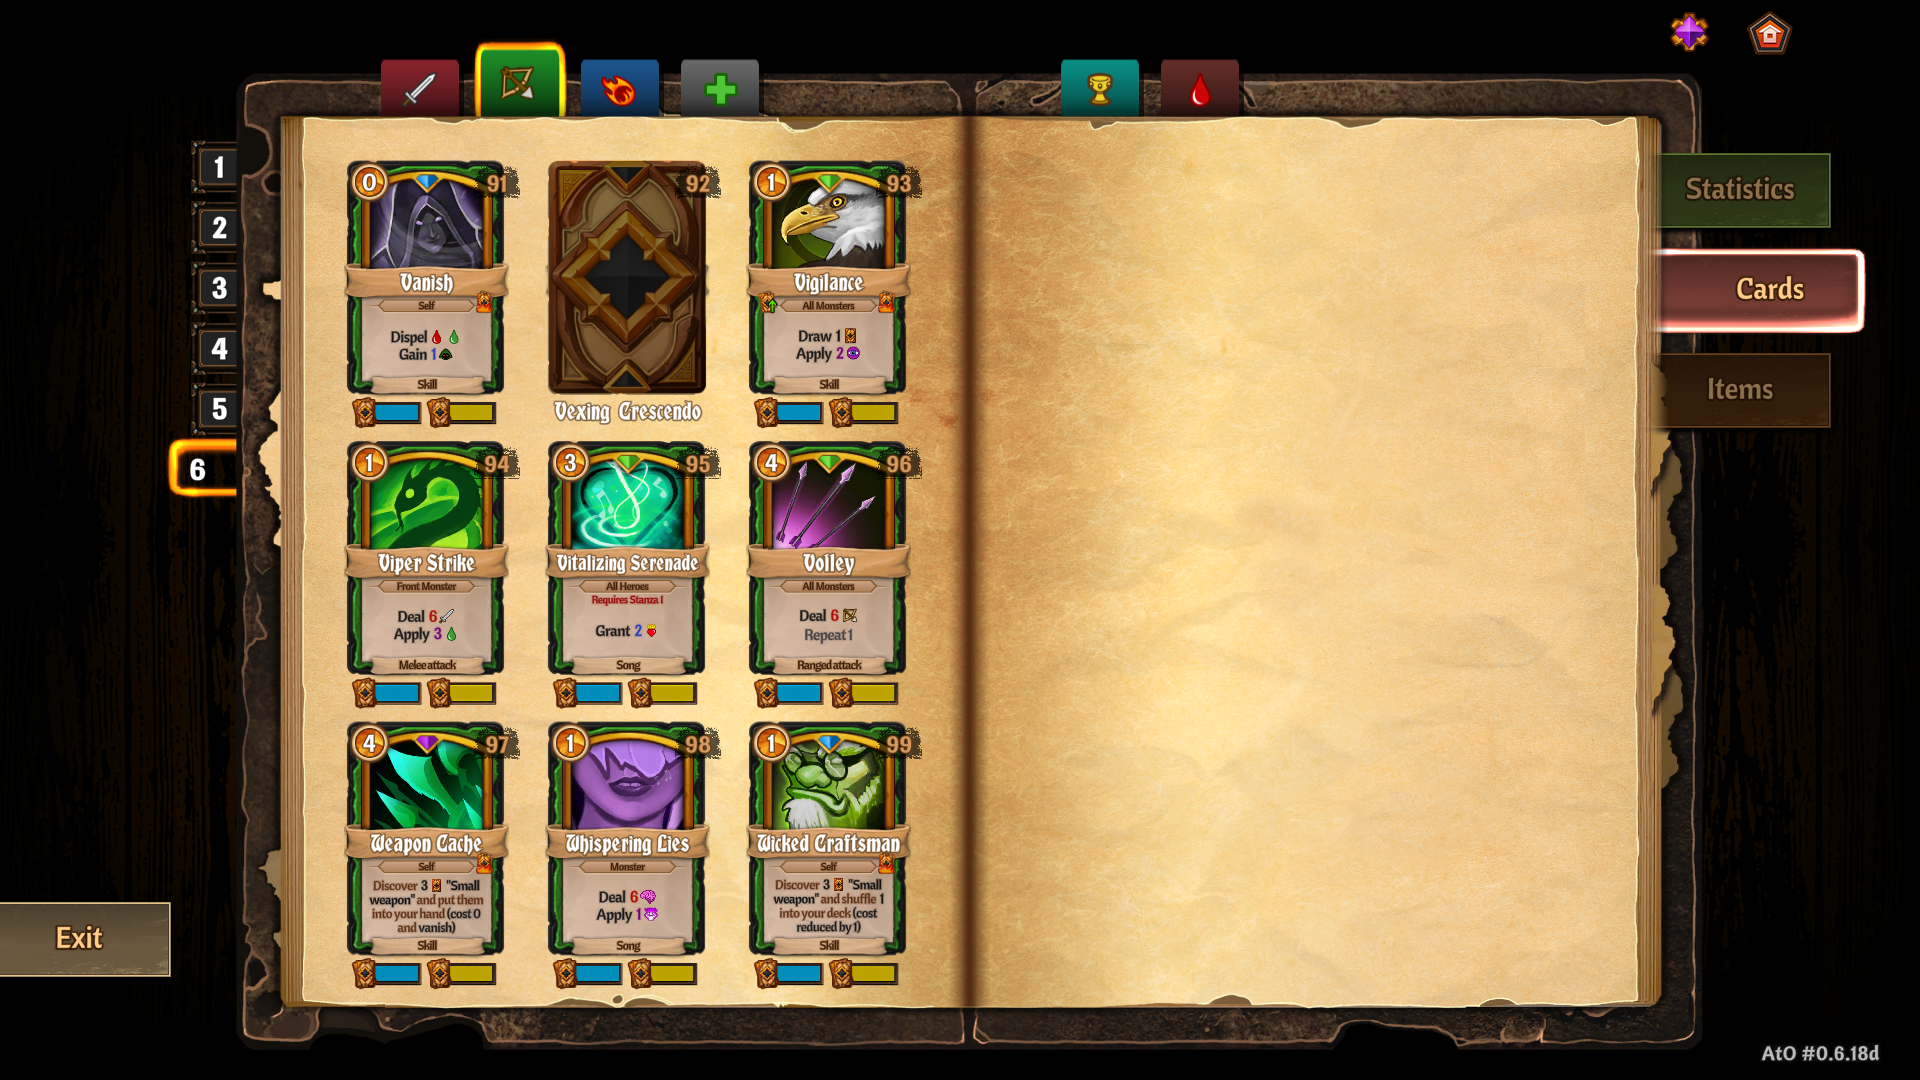 1
2
3
4
5
6
Exit
0
91
Vanish
Self
Dispel
Gain 1
Skill
92
Vexing Crescendo
1
93
Vigilance
All Monsters
Draw 1
Apply 2
Skill
1
94
Viper Strike
Front Monster
Deal 6
Apply 3
Melee attack
3
95
Vitalizing Serenade
All Heroes
Requires Stanza I
Grant 2
Song
4
96
Volley
All Monsters
Deal 6
Repeat 1
Ranged attack
4
97
Weapon Cache
Self
Discover 3 "Small
weapon" and put them
into your hand (cost 0
and vanish)
Skill
1
98
Whispering Lies
Monster
Deal 6
Apply 1
Song
1
99
Wicked Craftsman
Self
Discover 3 "Small
weapon" and shuffle 1
into your deck (cost
reduced by 1)
Skill
Statistics
Cards
Items
AtO #0.6.18d